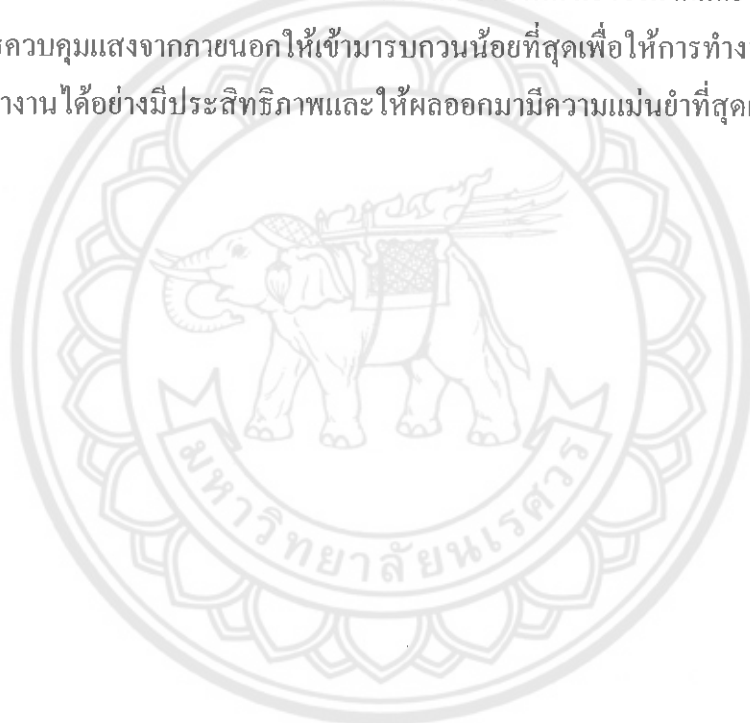 ควบคุมแสงจากภายนอกให้เข้ามารบกวนน้อยที่สุดเพื่อให้การทำง
างานได้อย่างมีประสิทธิภาพและให้ผลออกมามีความแม่นยำที่สุด
มหาวิทยาลัยนเรศวร